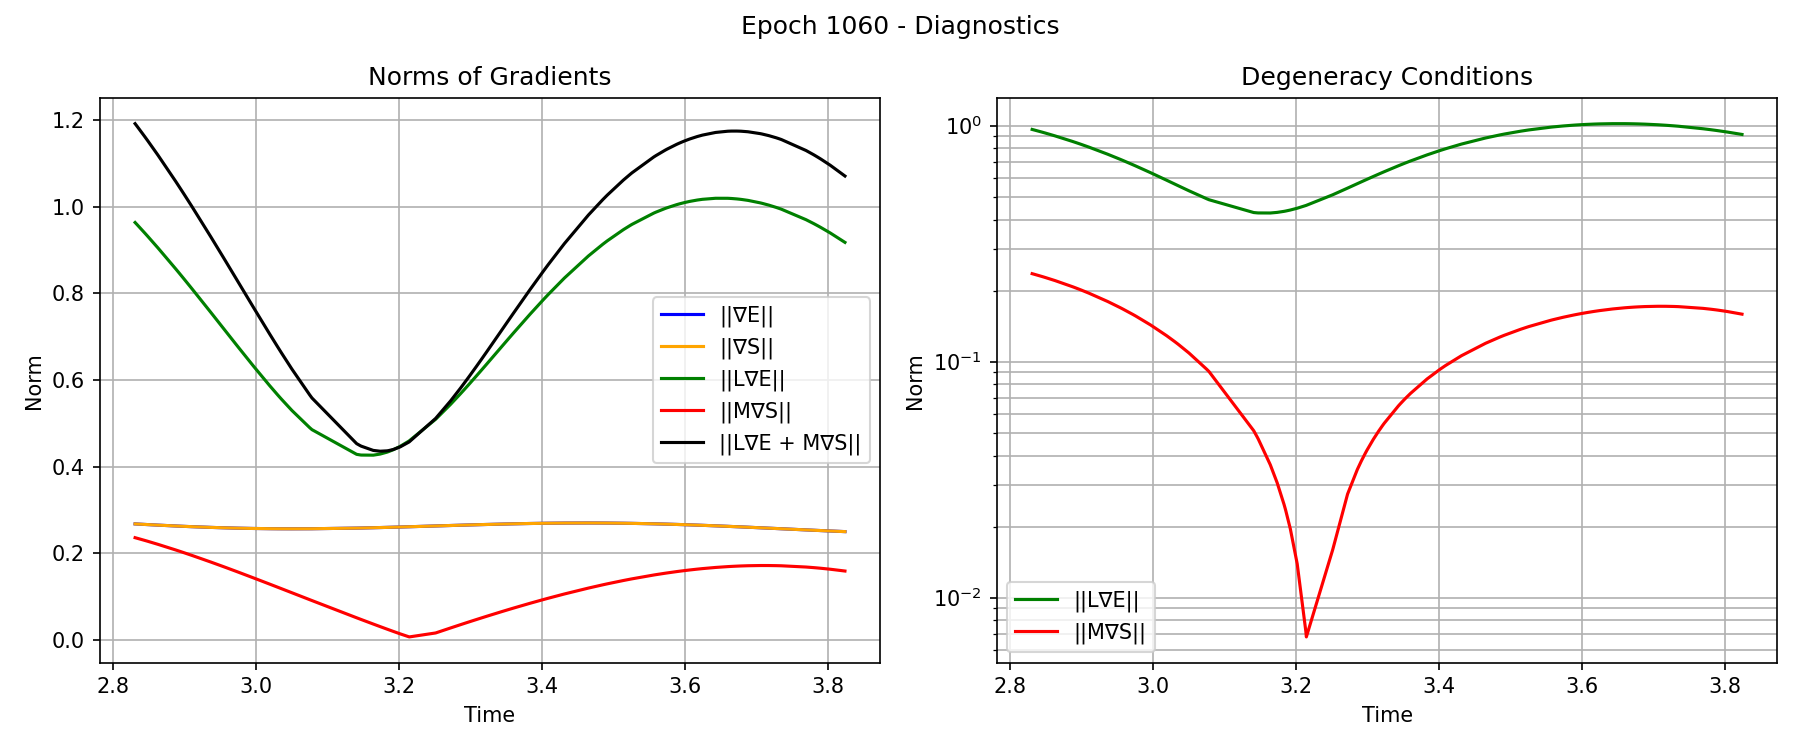 Epoch 1060 - Diagnostics
Norms of Gradients
Norm
1.2
1.0
0.8
0.6
0.4
0.2
0.0
2.8 3.0 3.2 3.4 3.6 3.8
Time
||∇E||
||∇S||
||L∇E||
||M∇S||
||L∇E + M∇S||
Degeneracy Conditions
Norm
10⁰
10⁻¹
10⁻²
2.8 3.0 3.2 3.4 3.6 3.8
Time
||L∇E||
||M∇S||